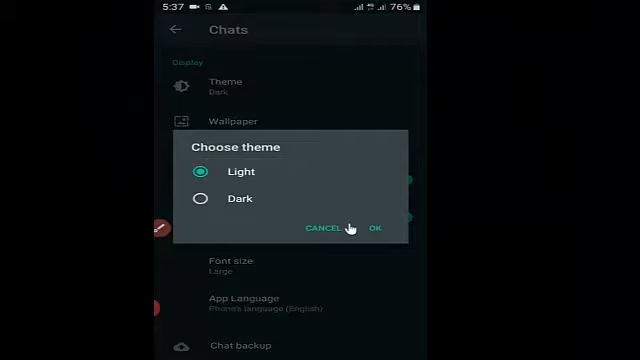 5:37 76%
Chats
Display
Theme
Dark
Wallpaper
Choose theme
Light
Dark
CANCEL OK
Font size
Large
App Language
Phone's language (English)
Chat backup